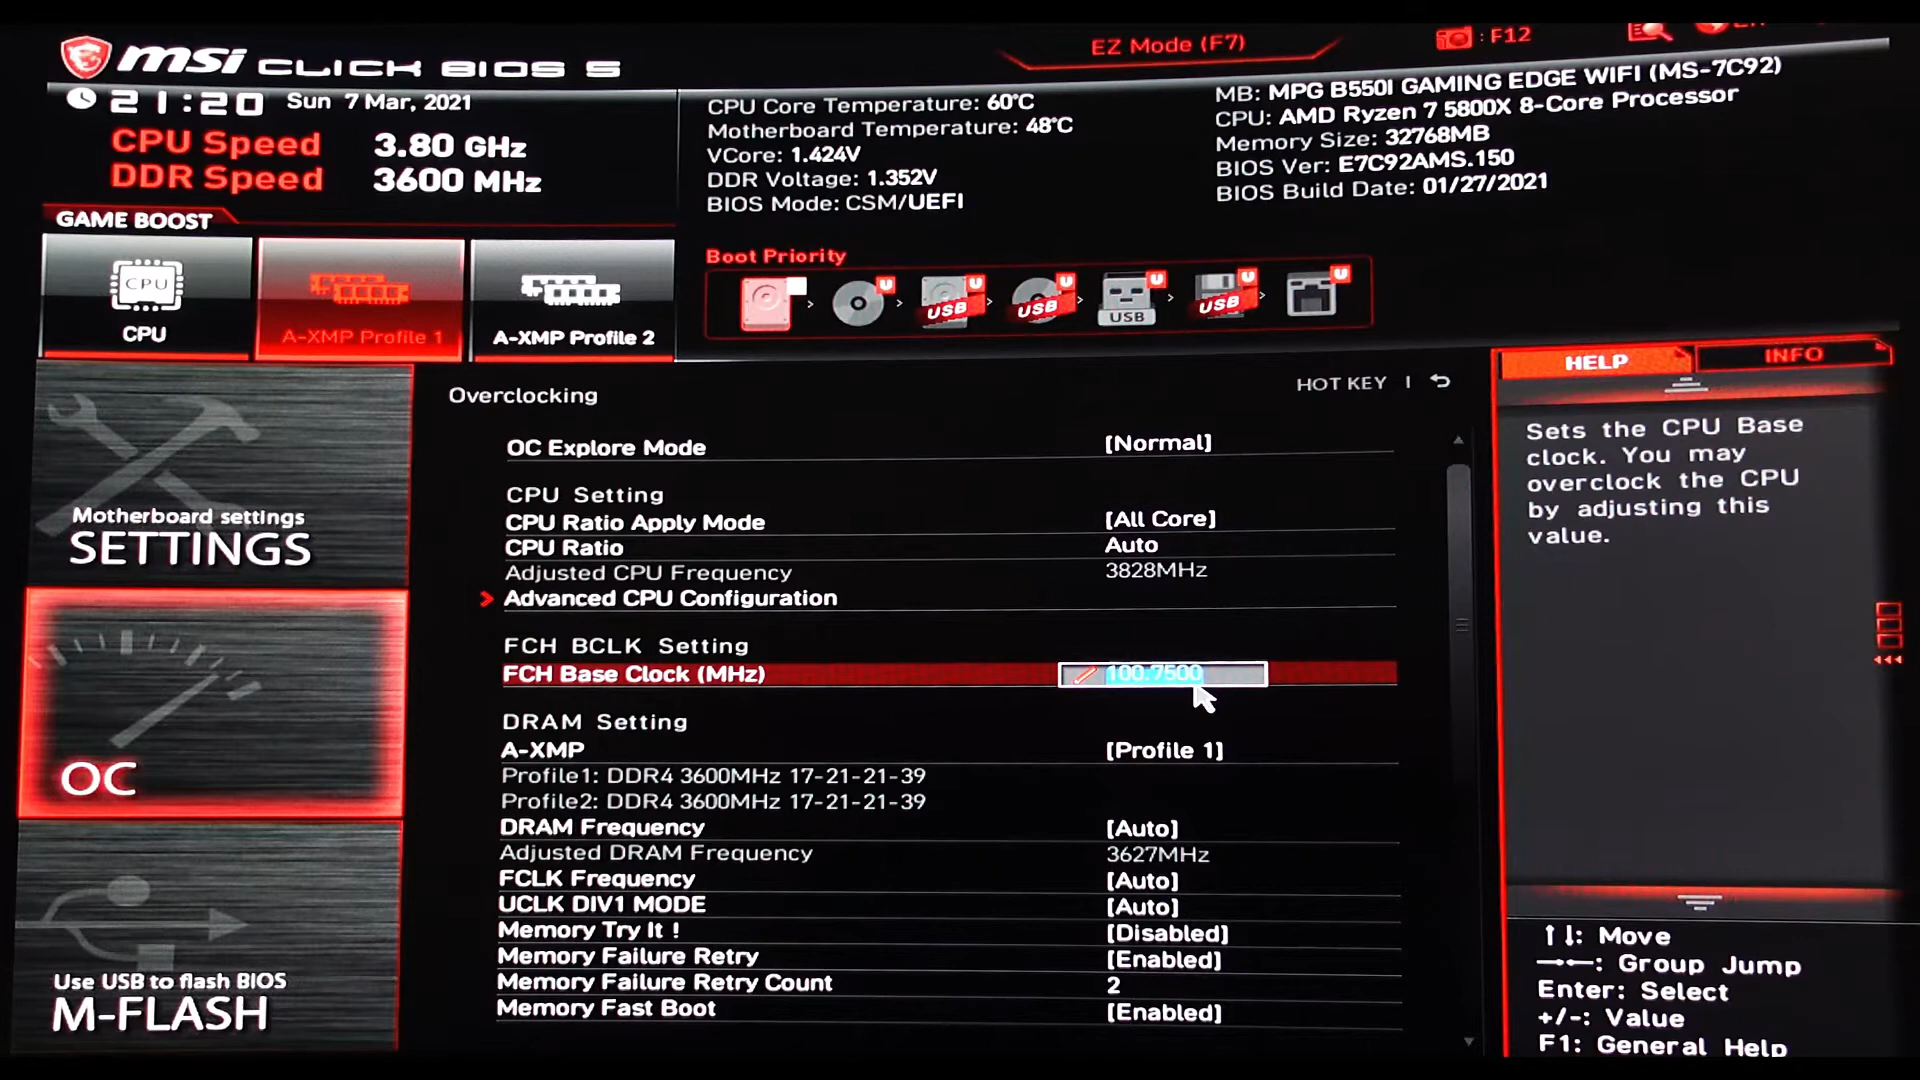 msi CLICK BIOS 5
EZ Mode (F7)
: F12
21:20 Sun 7 Mar, 2021
CPU Speed 3.80 GHz
DDR Speed 3600 MHz
CPU Core Temperature: 60°C
Motherboard Temperature: 48°C
VCore: 1.424V
DDR Voltage: 1.352V
BIOS Mode: CSM/UEFI
MB: MPG B550I GAMING EDGE WIFI (MS-7C92)
CPU: AMD Ryzen 7 5800X 8-Core Processor
Memory Size: 32768MB
BIOS Ver: E7C92AMS.150
BIOS Build Date: 01/27/2021
GAME BOOST
CPU
CPU
A-XMP Profile 1
A-XMP Profile 2
Boot Priority
U U USB U USB U USB U USB U
Motherboard settings
SETTINGS
OC
Use USB to flash BIOS
M-FLASH
Overclocking
HOT KEY |
OC Explore Mode [Normal]
CPU Setting
CPU Ratio Apply Mode [All Core]
CPU Ratio Auto
Adjusted CPU Frequency 3828MHz
> Advanced CPU Configuration
FCH BCLK Setting
FCH Base Clock (MHz) 100.7500
DRAM Setting
A-XMP [Profile 1]
Profile1: DDR4 3600MHz 17-21-21-39
Profile2: DDR4 3600MHz 17-21-21-39
DRAM Frequency [Auto]
Adjusted DRAM Frequency 3627MHz
FCLK Frequency [Auto]
UCLK DIV1 MODE [Auto]
Memory Try It ! [Disabled]
Memory Failure Retry [Enabled]
Memory Failure Retry Count 2
Memory Fast Boot [Enabled]
HELP
INFO
Sets the CPU Base
clock. You may
overclock the CPU
by adjusting this
value.
↑↓: Move
→←: Group Jump
Enter: Select
+/-: Value
F1: General Help